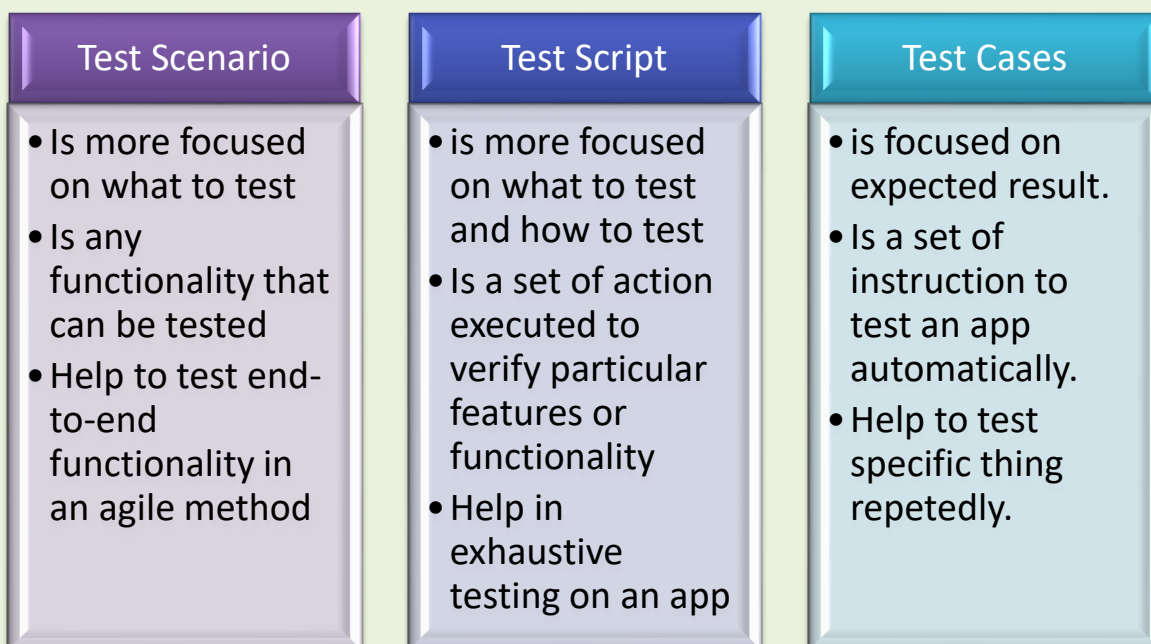 Test Scenario
• Is more focused
on what to test
• Is any
functionality that
can be tested
• Help to test end-
to-end
functionality in
an agile method
Test Script
• is more focused
on what to test
and how to test
• Is a set of action
executed to
verify particular
features or
functionality
• Help in
exhaustive
testing on an app
Test Cases
• is focused on
expected result.
• Is a set of
instruction to
test an app
automatically.
• Help to test
specific thing
repetedly.